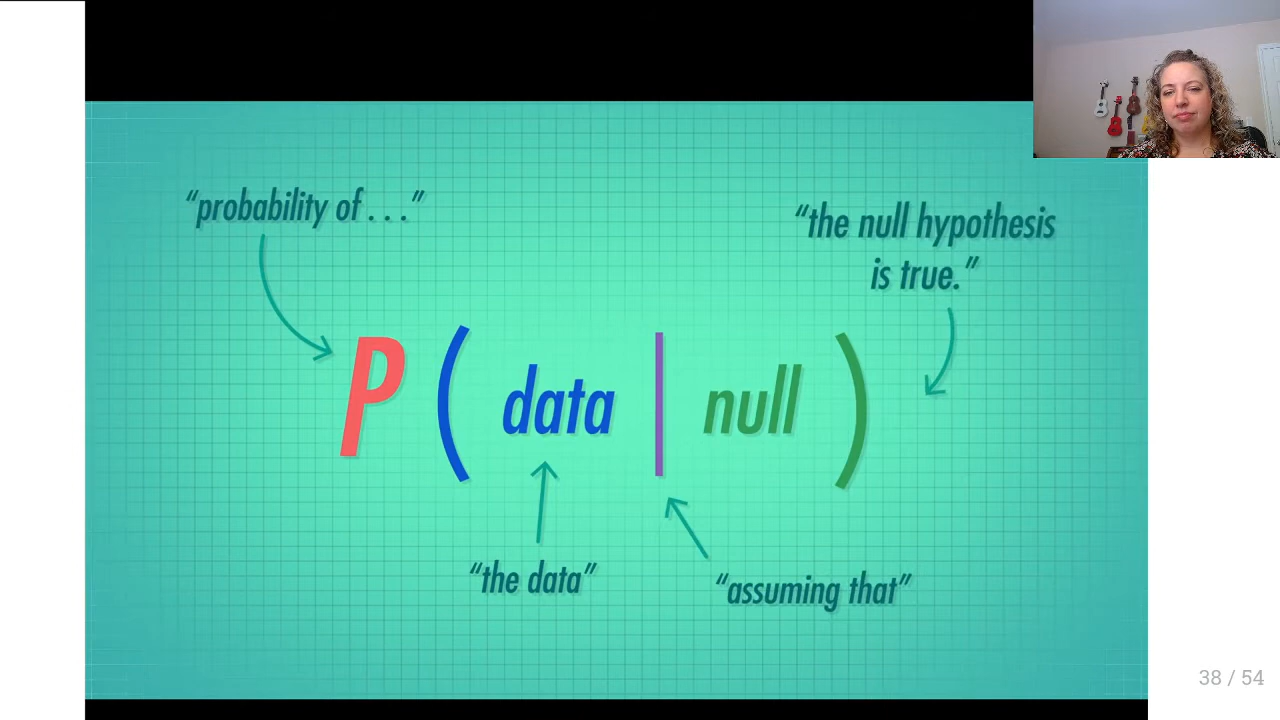 “probability of . . .”
“the null hypothesis
is true.”
P ( data | null )
“the data”
“assuming that”
38 / 54